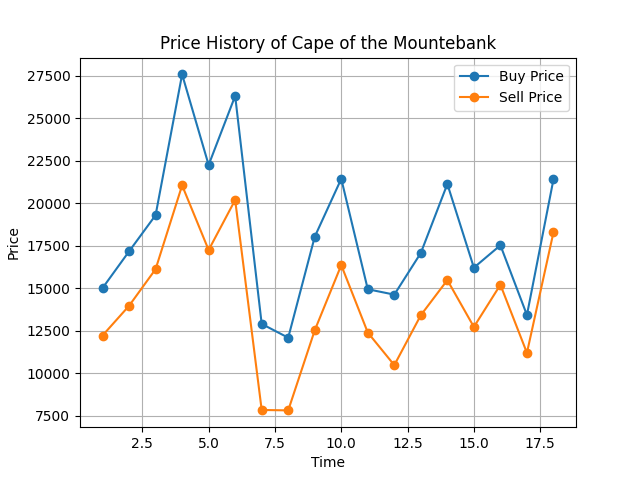 Price History of Cape of the Mountebank
Buy Price
Sell Price
Price
27500
25000
22500
20000
17500
15000
12500
10000
7500
2.5 5.0 7.5 10.0 12.5 15.0 17.5
Time